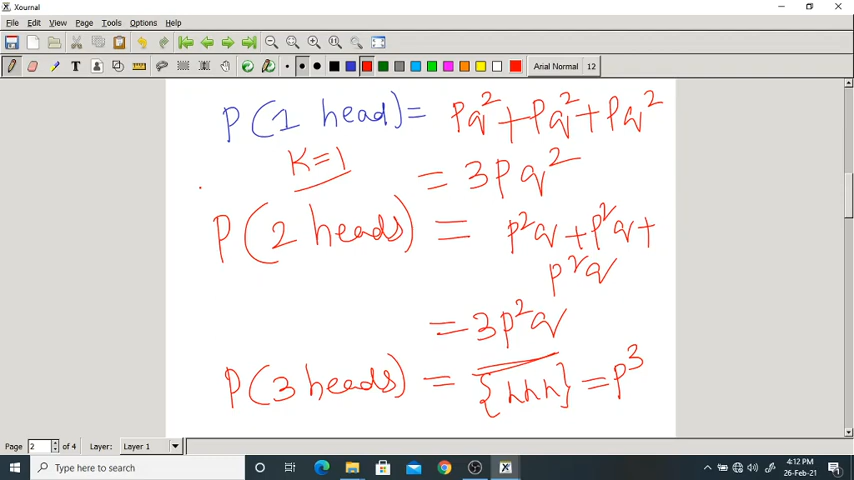 Xournal
File Edit View Page Tools Options Help
Arial Normal 12
P(1 head) = pq² + pq² + pq²
K=1
= 3pq²
P(2 heads) = p²q + p²q +
p²q
= 3p²q
P(3 heads) = {hhh} = p³
Page 2 of 4 Layer: Layer 1
Type here to search
4:12 PM
26-Feb-21
1